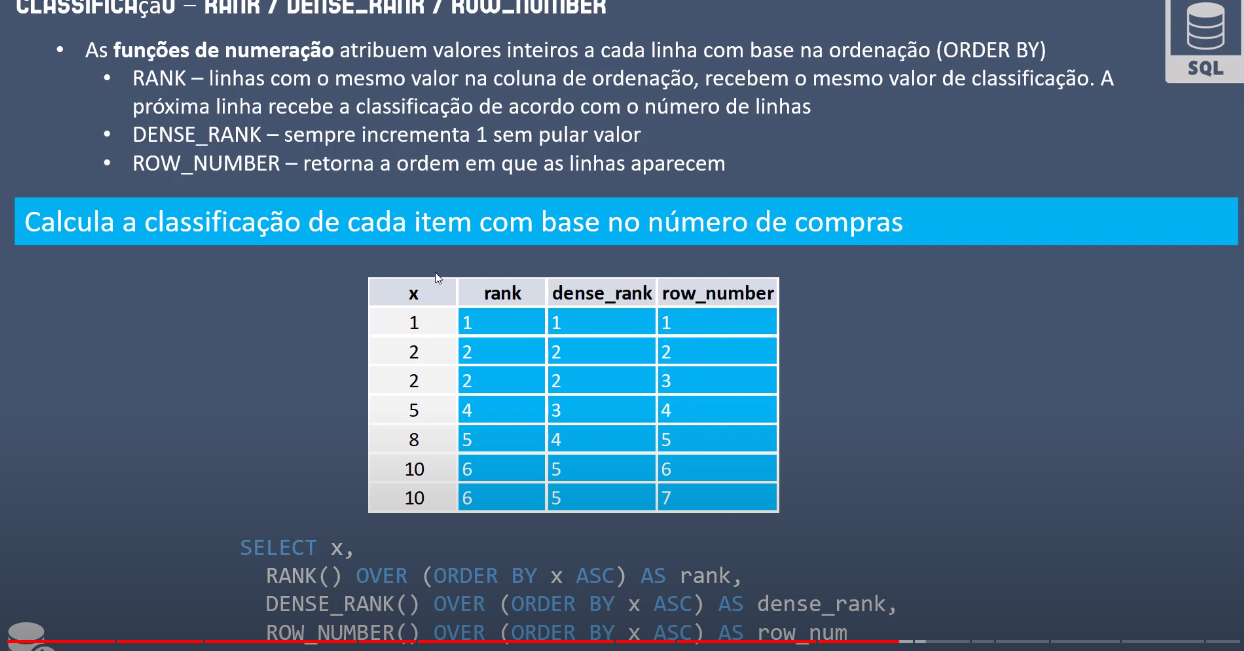 CLASSIFICAçãO – RANK / DENSE_RANK / ROW_NUMBER
SQL
• As funções de numeração atribuem valores inteiros a cada linha com base na ordenação (ORDER BY)
• RANK – linhas com o mesmo valor na coluna de ordenação, recebem o mesmo valor de classificação. A
próxima linha recebe a classificação de acordo com o número de linhas
• DENSE_RANK – sempre incrementa 1 sem pular valor
• ROW_NUMBER – retorna a ordem em que as linhas aparecem
Calcula a classificação de cada item com base no número de compras
x rank dense_rank row_number
1 1 1 1
2 2 2 2
2 2 2 3
5 4 3 4
8 5 4 5
10 6 5 6
10 6 5 7
SELECT x,
RANK() OVER (ORDER BY x ASC) AS rank,
DENSE_RANK() OVER (ORDER BY x ASC) AS dense_rank,
ROW_NUMBER() OVER (ORDER BY x ASC) AS row_num